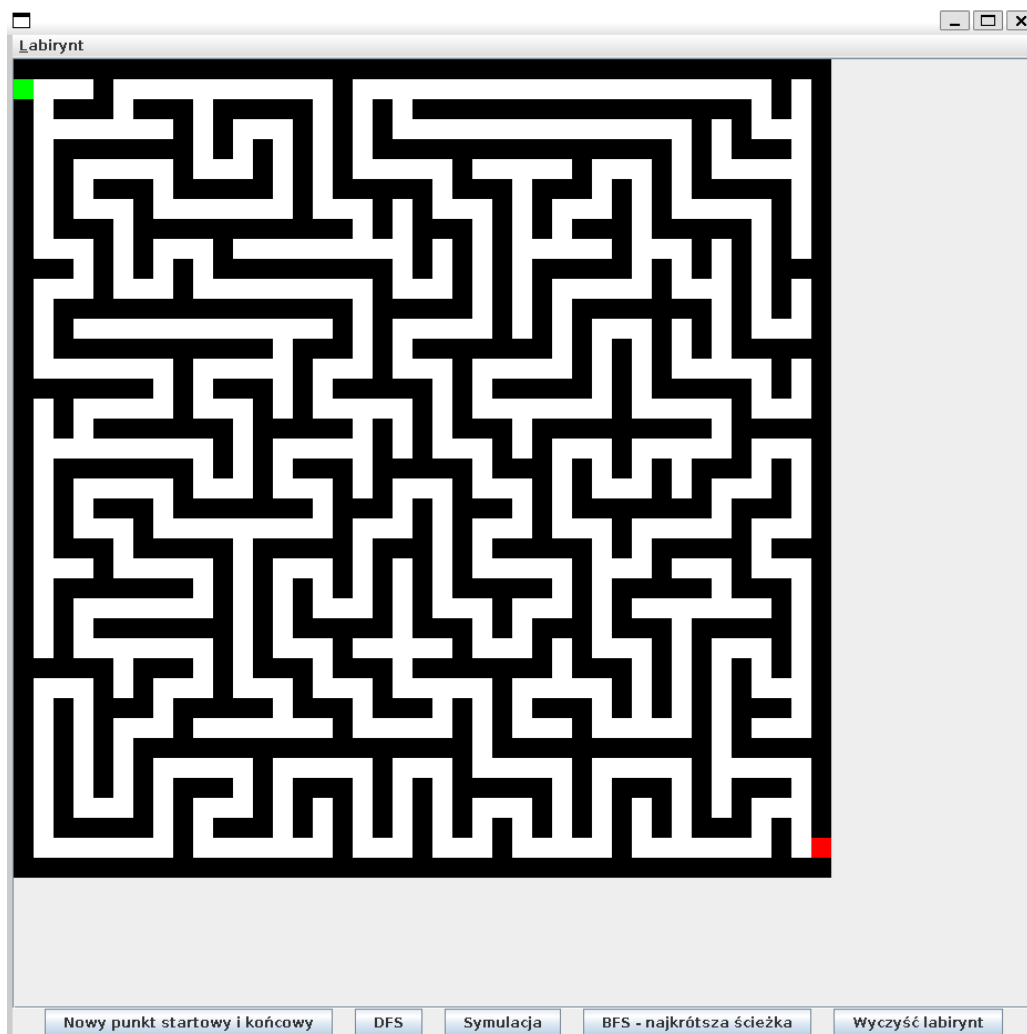 Labirynt
Nowy punkt startowy i końcowy
DFS
Symulacja
BFS - najkrótsza ścieżka
Wyczyść labirynt